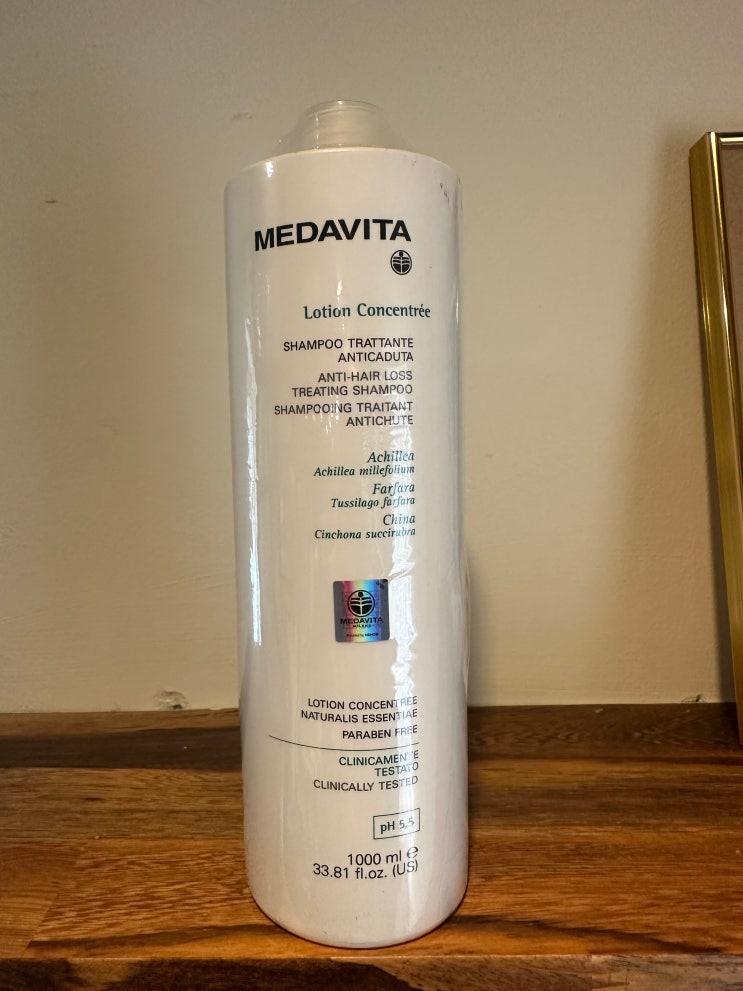 MEDAVITA
Lotion Concentrée
SHAMPOO TRATTANTE
ANTICADUTA
ANTI-HAIR LOSS
TREATING SHAMPOO
SHAMPOOING TRAITANT
ANTICHUTE
Achillea
Achillea millefolium
Farfara
Tussilago farfara
China
Cinchona succirubra
MEDAVITA
MILANO
LOTION CONCENTRÉE
NATURALIS ESSENTIAE
PARABEN FREE
CLINICAMENTE
TESTATO
CLINICALLY TESTED
pH 5.5
1000 ml e
33.81 fl.oz. (US)